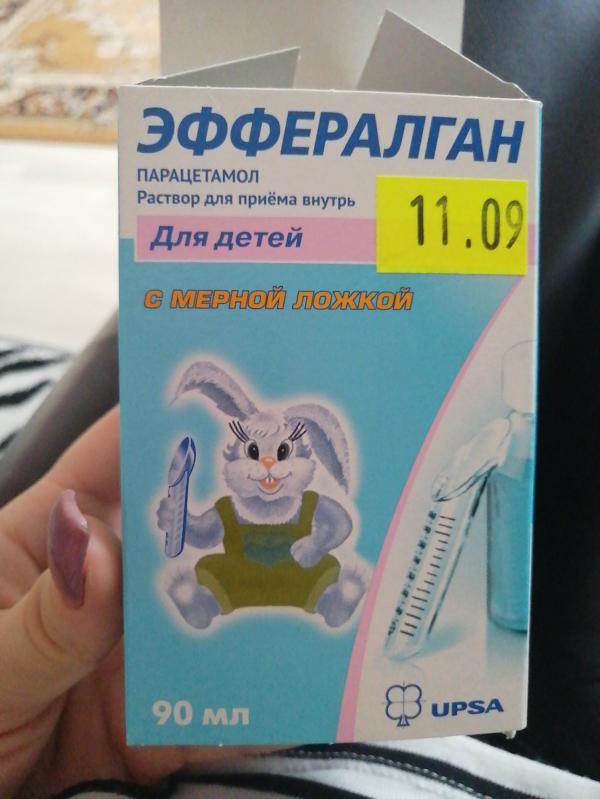 ЭФФЕРАЛГАН
ПАРАЦЕТАМОЛ
Раствор для приёма внутрь
11.09
Для детей
С МЕРНОЙ ЛОЖКОЙ
90 мл
UPSA